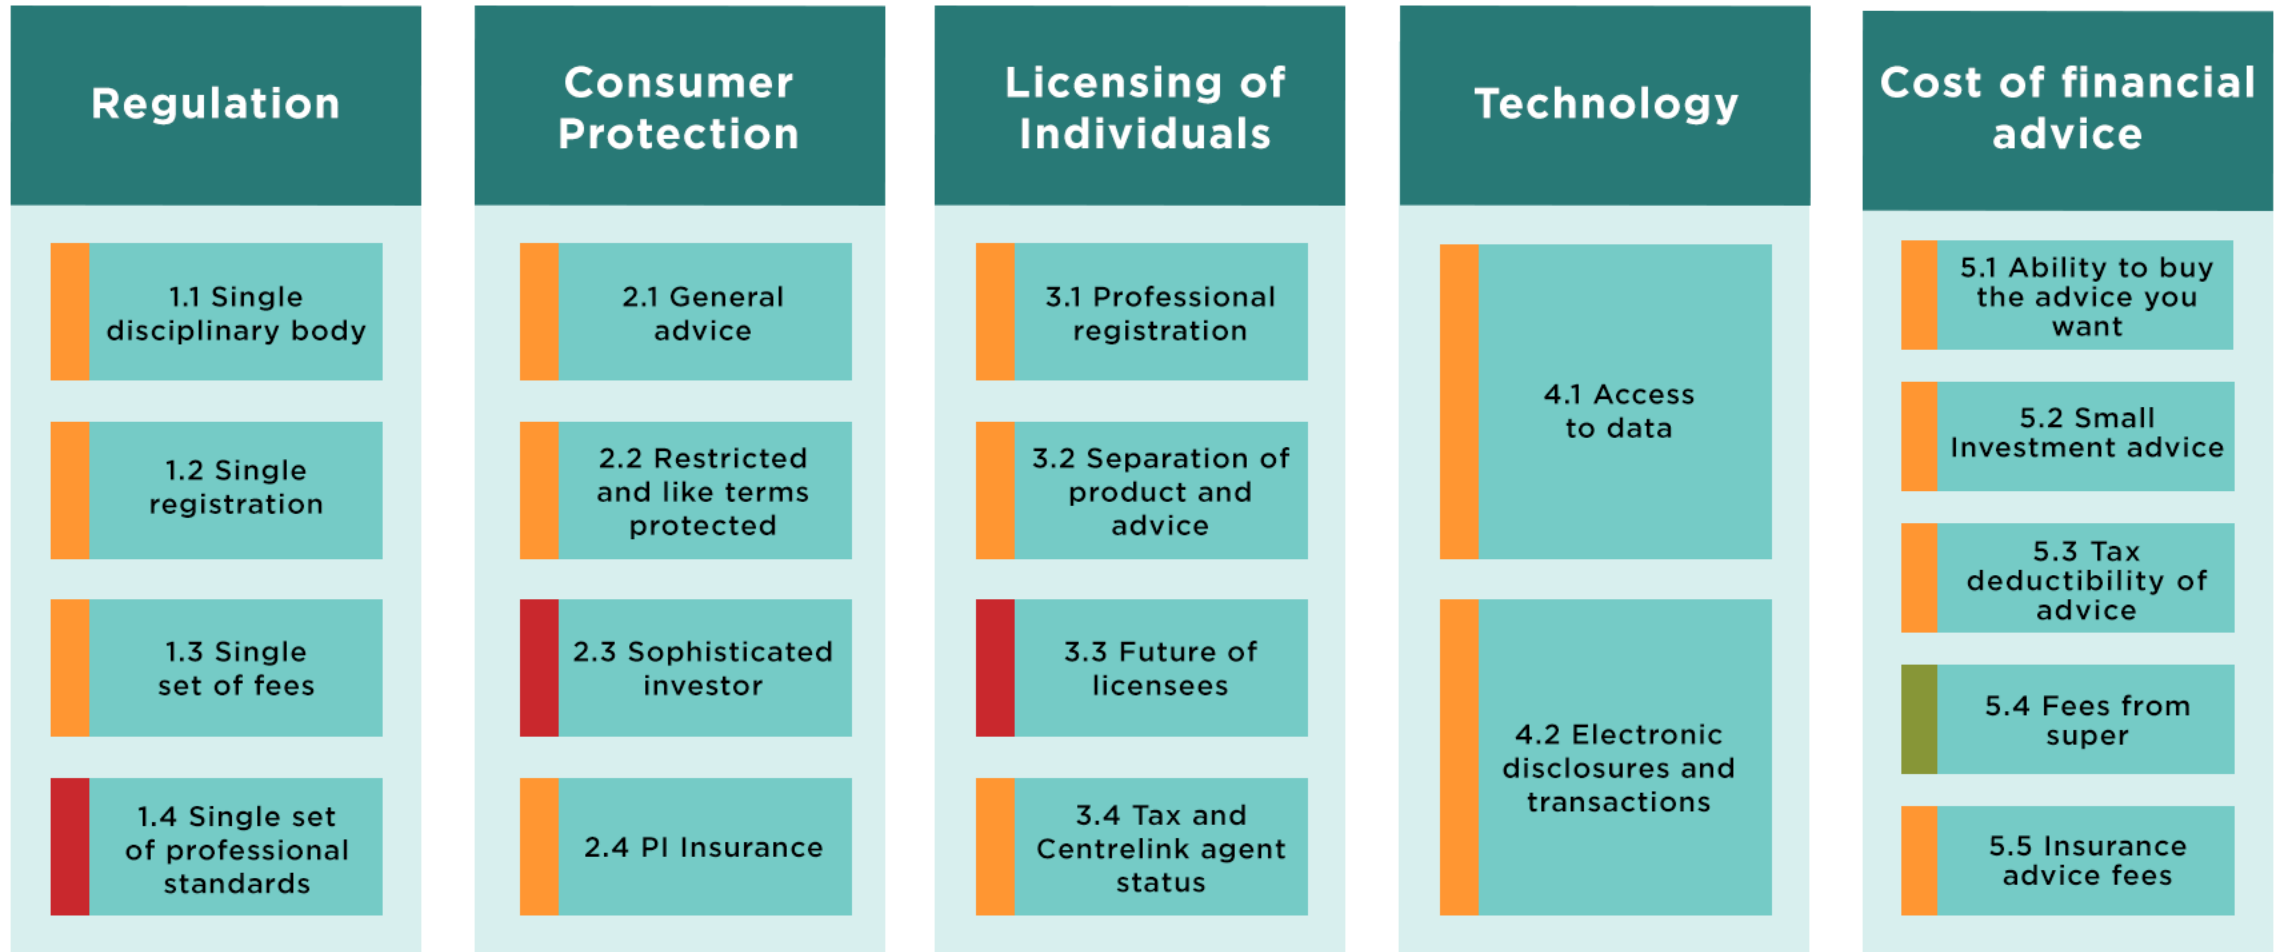 Regulation
1.1 Single
disciplinary body
1.2 Single
registration
1.3 Single
set of fees
1.4 Single set
of professional
standards
Consumer
Protection
2.1 General
advice
2.2 Restricted
and like terms
protected
2.3 Sophisticated
investor
2.4 PI Insurance
Licensing of
Individuals
3.1 Professional
registration
3.2 Separation of
product and
advice
3.3 Future of
licensees
3.4 Tax and
Centrelink agent
status
Technology
4.1 Access
to data
4.2 Electronic
disclosures and
transactions
Cost of financial
advice
5.1 Ability to buy
the advice you
want
5.2 Small
Investment advice
5.3 Tax
deductibility of
advice
5.4 Fees from
super
5.5 Insurance
advice fees